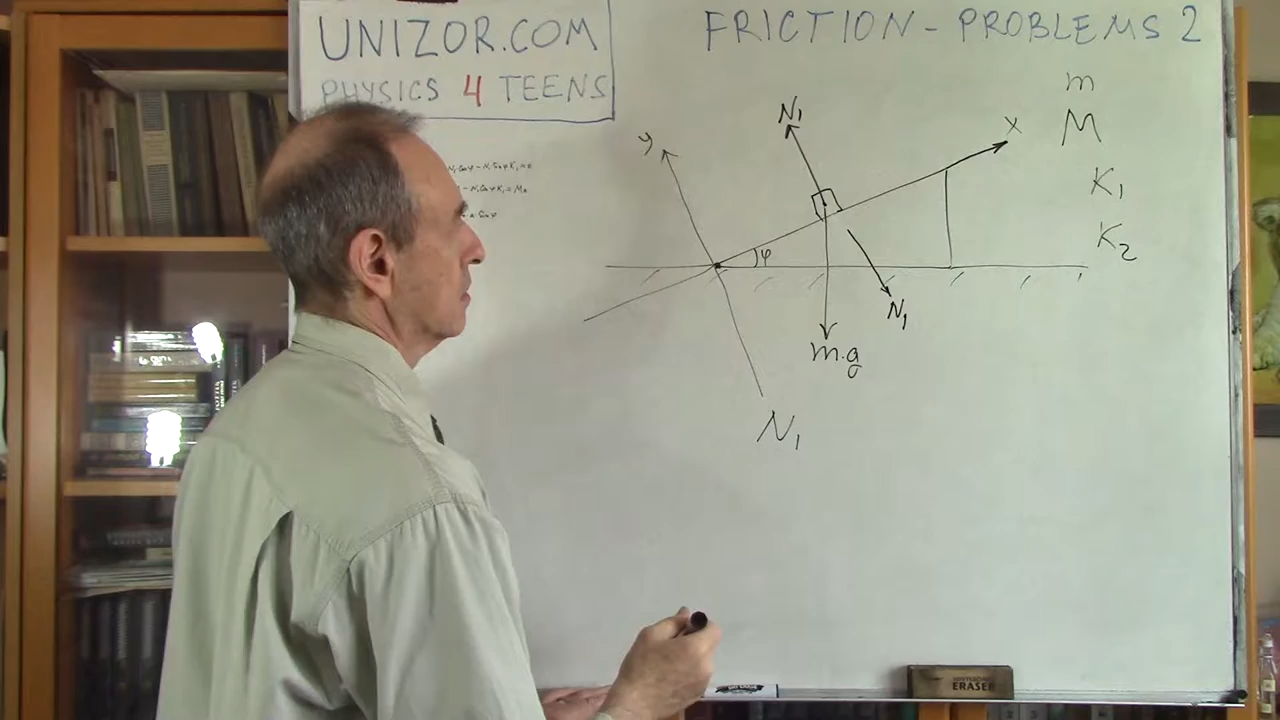 UNIZOR.COM
PHYSICS 4 TEENS
FRICTION - PROBLEMS 2
m
M
K1
K2
N1
y
x
φ
N1
m·g
N1
ERASER